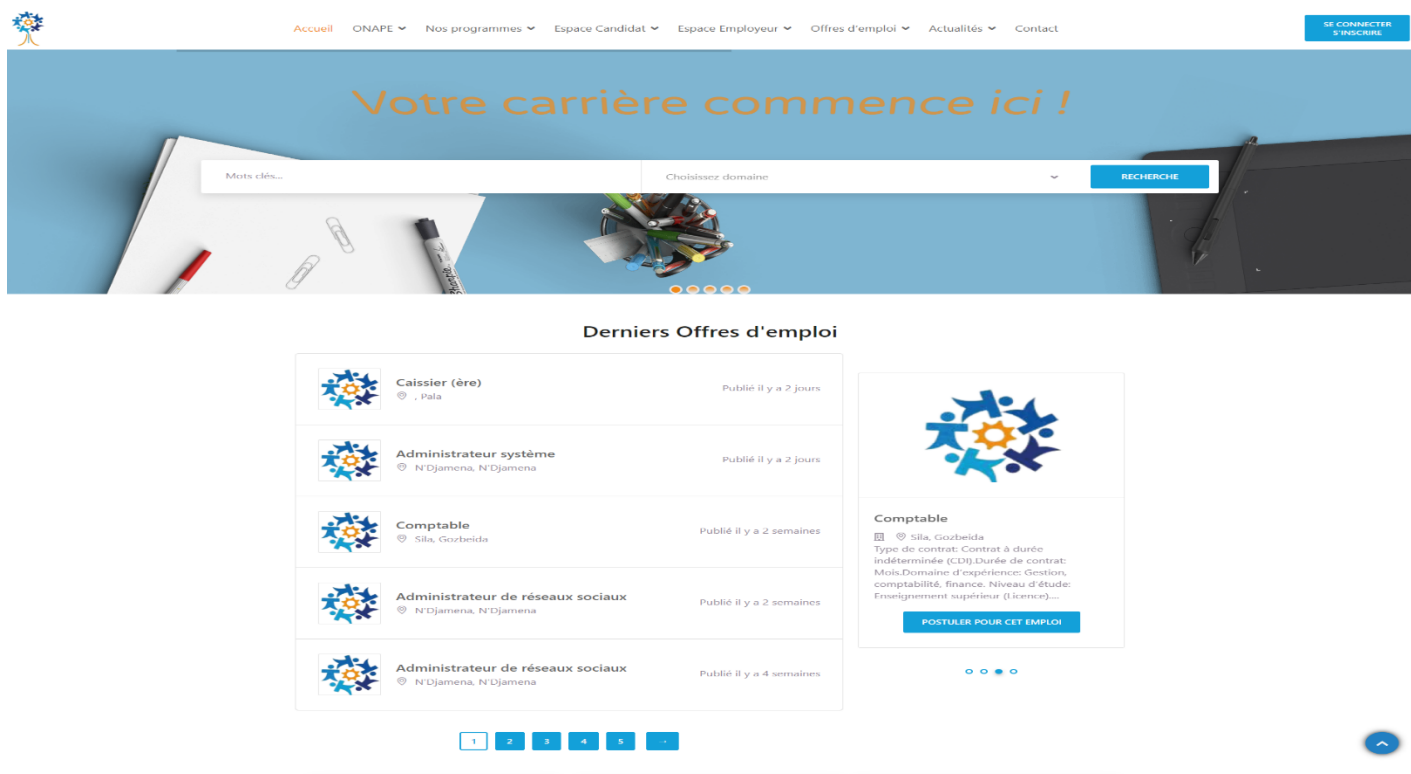 Accueil ONAPE Nos programmes Espace Candidat Espace Employeur Offres d'emploi Actualités Contact
SE CONNECTER
S'INSCRIRE
Votre carrière commence ici !
Mots clés... Choisissez domaine RECHERCHE
Sharpie
Derniers Offres d'emploi
Caissier (ère)
, Pala
Publié il y a 2 jours
Administrateur système
N'Djamena, N'Djamena
Publié il y a 2 jours
Comptable
Sila, Gozbeida
Publié il y a 2 semaines
Administrateur de réseaux sociaux
N'Djamena, N'Djamena
Publié il y a 2 semaines
Administrateur de réseaux sociaux
N'Djamena, N'Djamena
Publié il y a 4 semaines
1 2 3 4 5 →
Comptable
Sila, Gozbeida
Type de contrat: Contrat à durée
indéterminée (CDI).Durée de contrat:
Mois.Domaine d'expérience: Gestion,
comptabilité, finance. Niveau d'étude:
Enseignement supérieur (Licence)....
POSTULER POUR CET EMPLOI